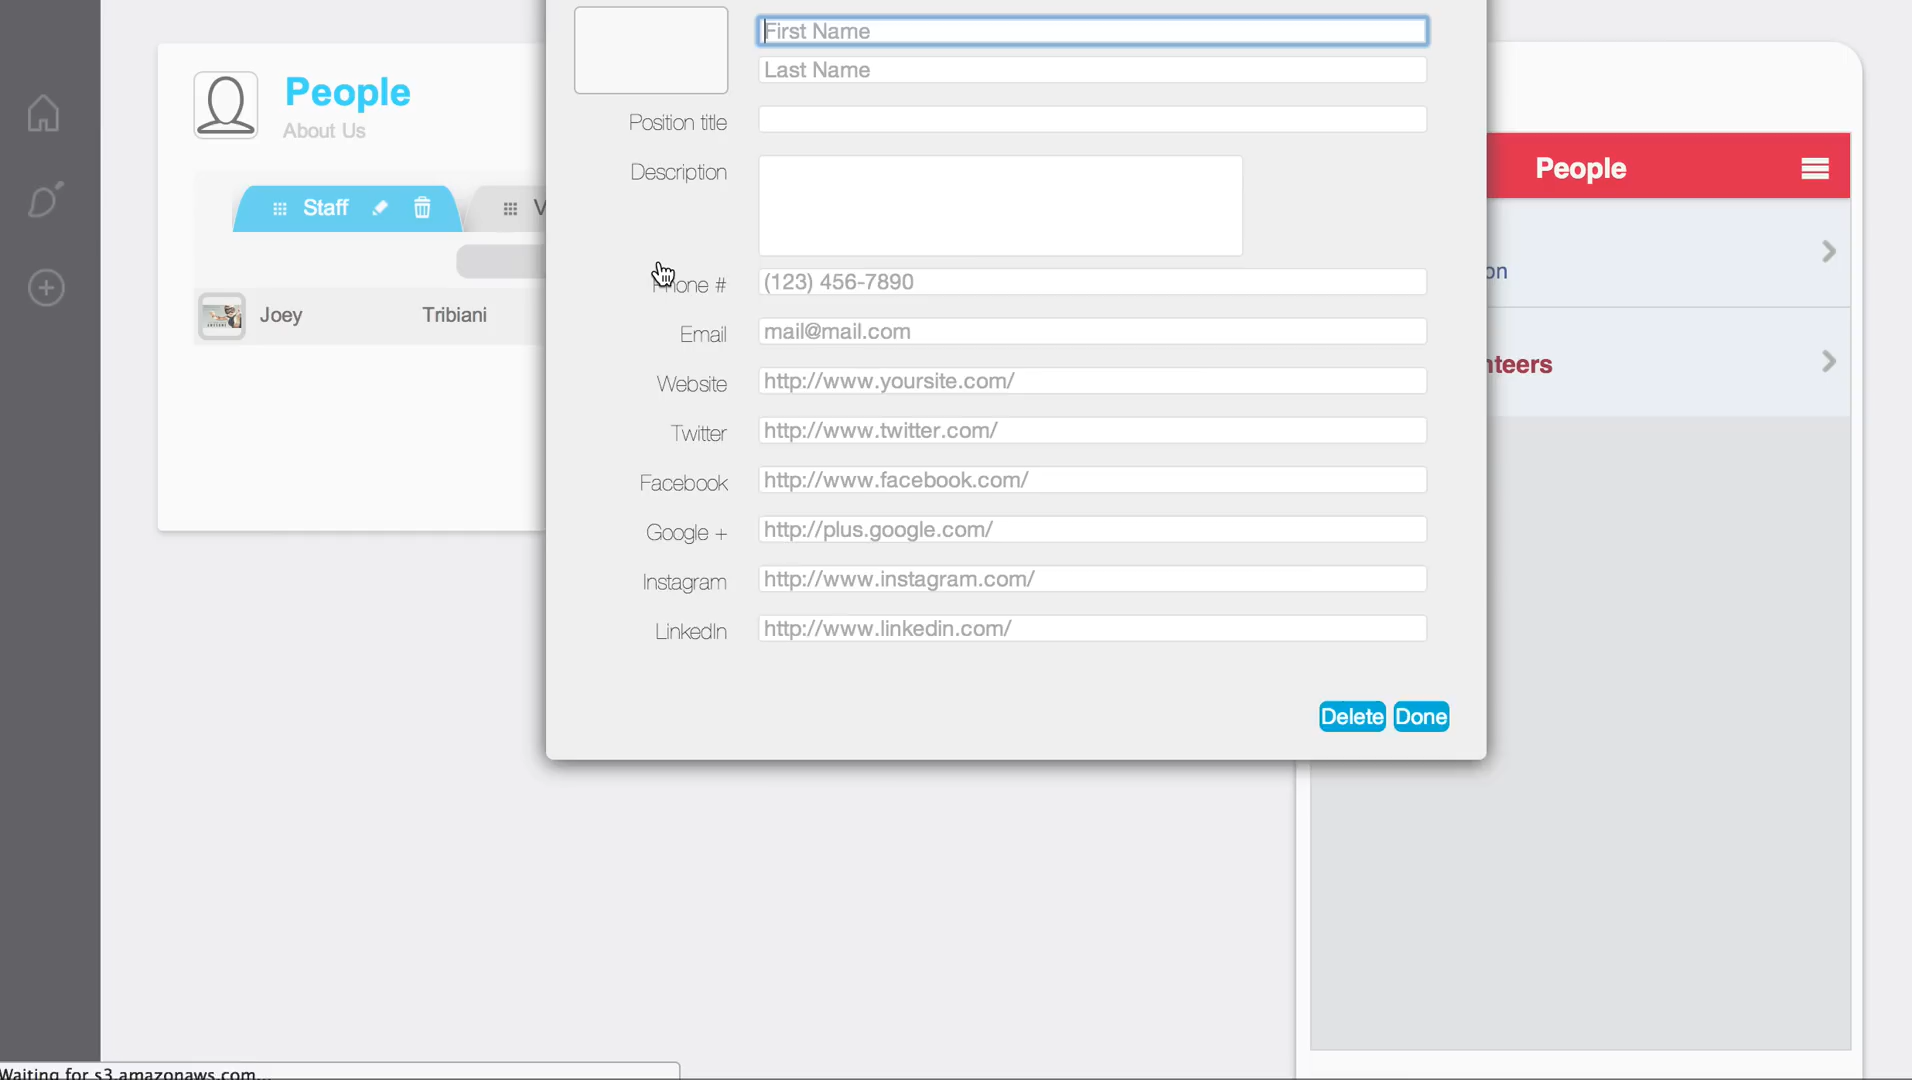 People
About Us
Staff
V
Joey Tribiani
First Name
Last Name
Position title
Description
Phone # (123) 456-7890
Email mail@mail.com
Website http://www.yoursite.com/
Twitter http://www.twitter.com/
Facebook http://www.facebook.com/
Google + http://plus.google.com/
Instagram http://www.instagram.com/
LinkedIn http://www.linkedin.com/
Delete Done
People
on
nteers
Waiting for s3.amazonaws.com...